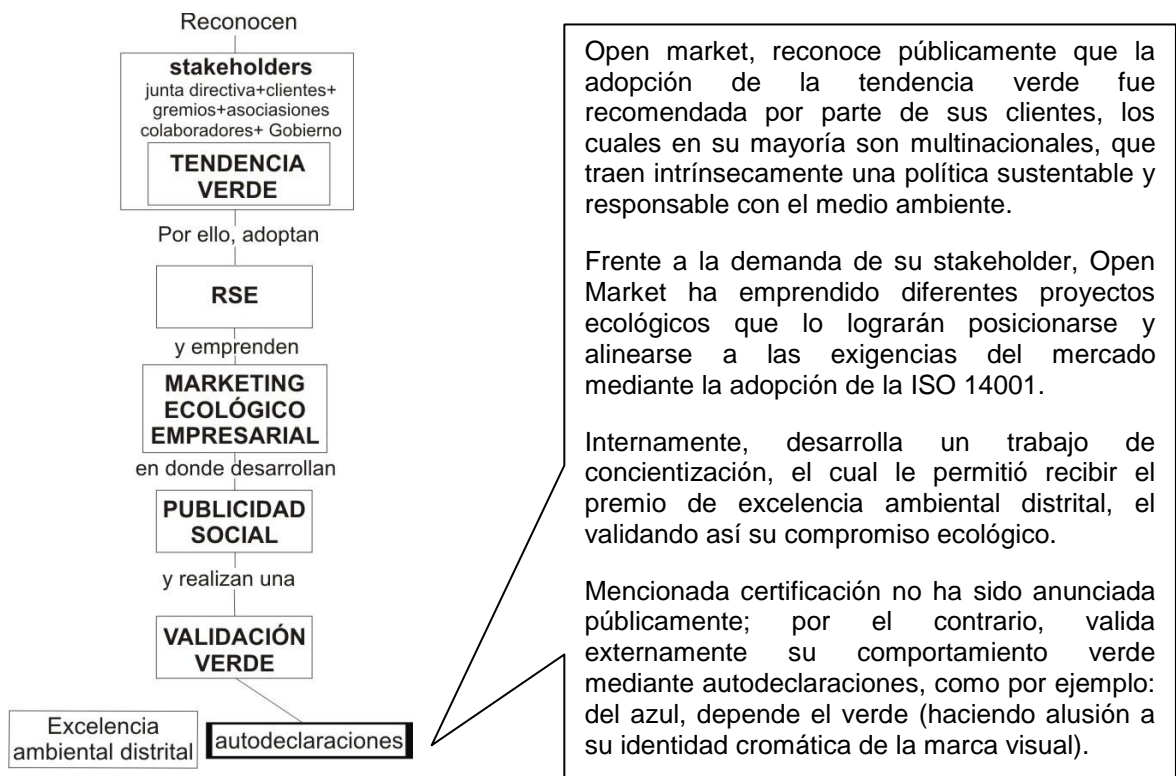 Reconocen
stakeholders
junta directiva+clientes+
gremios+asociasiones
colaboradores+ Gobierno
TENDENCIA
VERDE
Por ello, adoptan
RSE
y emprenden
MARKETING
ECOLÓGICO
EMPRESARIAL
en donde desarrollan
PUBLICIDAD
SOCIAL
y realizan una
VALIDACIÓN
VERDE
Excelencia
ambiental distrital
autodeclaraciones
Open market, reconoce públicamente que la
adopción de la tendencia verde fue
recomendada por parte de sus clientes, los
cuales en su mayoría son multinacionales, que
traen intrínsecamente una política sustentable y
responsable con el medio ambiente.
Frente a la demanda de su stakeholder, Open
Market ha emprendido diferentes proyectos
ecológicos que lo lograrán posicionarse y
alinearse a las exigencias del mercado
mediante la adopción de la ISO 14001.
Internamente, desarrolla un trabajo de
concientización, el cual le permitió recibir el
premio de excelencia ambiental distrital, el
validando así su compromiso ecológico.
Mencionada certificación no ha sido anunciada
públicamente; por el contrario, valida
externamente su comportamiento verde
mediante autodeclaraciones, como por ejemplo:
del azul, depende el verde (haciendo alusión a
su identidad cromática de la marca visual).